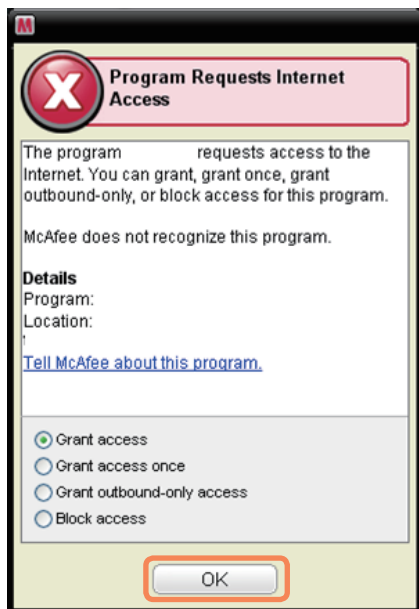 M
Program Requests Internet
Access
The program requests access to the
Internet. You can grant, grant once, grant
outbound-only, or block access for this program.
McAfee does not recognize this program.
Details
Program:
Location:
Tell McAfee about this program.
Grant access
Grant access once
Grant outbound-only access
Block access
OK